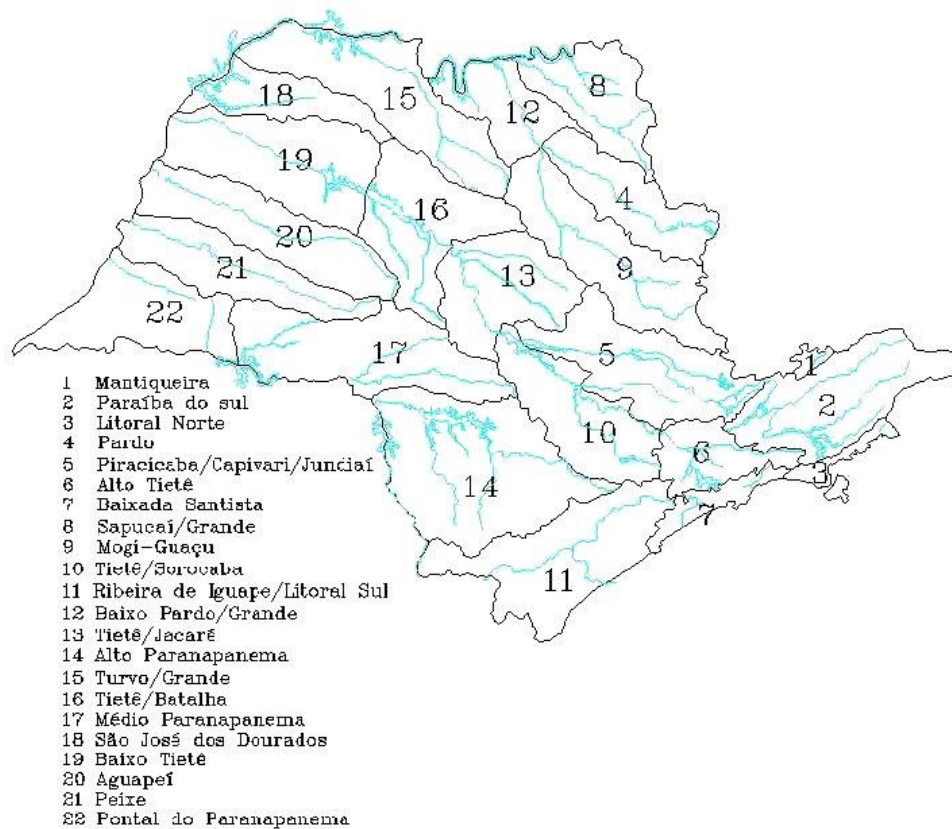 18
15
12
8
19
16
4
20
13
9
21
22
17
5
1
2
10
6
3
14
7
11
1 Mantiqueira
2 Paraíba do sul
3 Litoral Norte
4 Pardo
5 Piracicaba/Capivari/Jundiaí
6 Alto Tietê
7 Baixada Santista
8 Sapucaí/Grande
9 Mogi-Guaçu
10 Tietê/Sorocaba
11 Ribeira de Iguape/Litoral Sul
12 Baixo Pardo/Grande
13 Tietê/Jacaré
14 Alto Paranapanema
15 Turvo/Grande
16 Tietê/Batalha
17 Médio Paranapanema
18 São José dos Dourados
19 Baixo Tietê
20 Aguapeí
21 Peixe
22 Pontal do Paranapanema